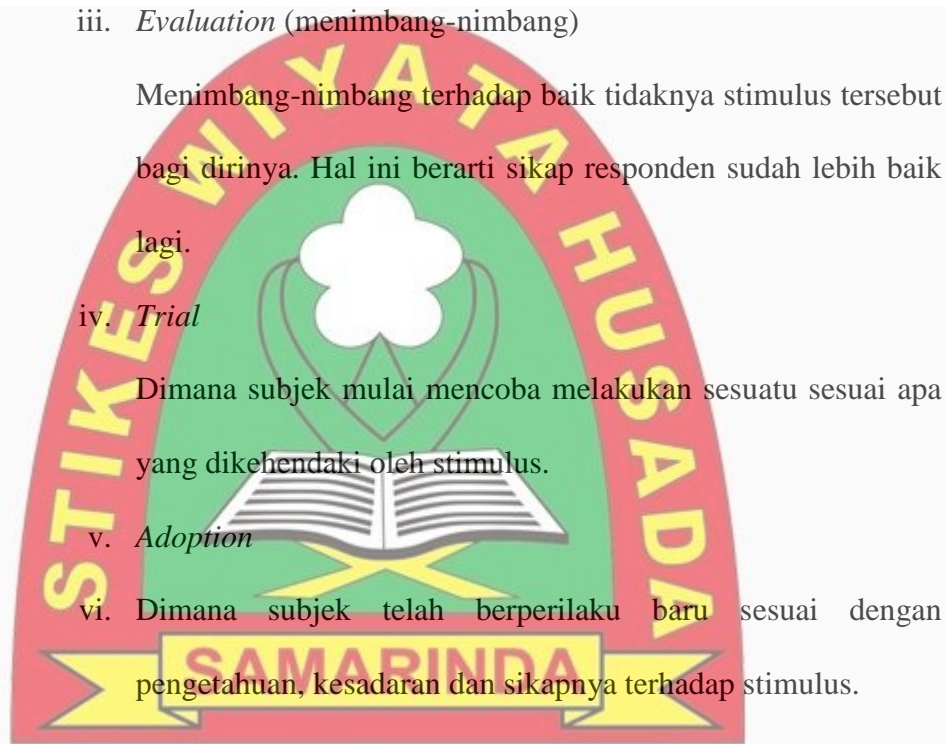 iii. Evaluation (menimbang-nimbang)
Menimbang-nimbang terhadap baik tidaknya stimulus tersebut
bagi dirinya. Hal ini berarti sikap responden sudah lebih baik
lagi.
iv. Trial
Dimana subjek mulai mencoba melakukan sesuatu sesuai apa
yang dikehendaki oleh stimulus.
v. Adoption
vi. Dimana subjek telah berperilaku baru sesuai dengan
pengetahuan, kesadaran dan sikapnya terhadap stimulus.
STIKES WIYATA HUSADA
SAMARINDA